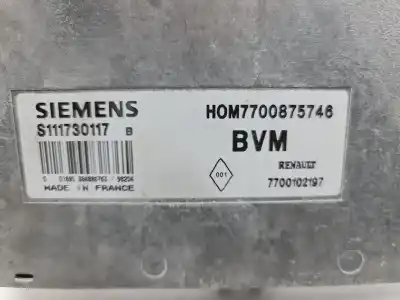 SIEMENS
HOM7700875746
S111730117 B
BVM
RENAULT
001
7700102197
MADE IN FRANCE